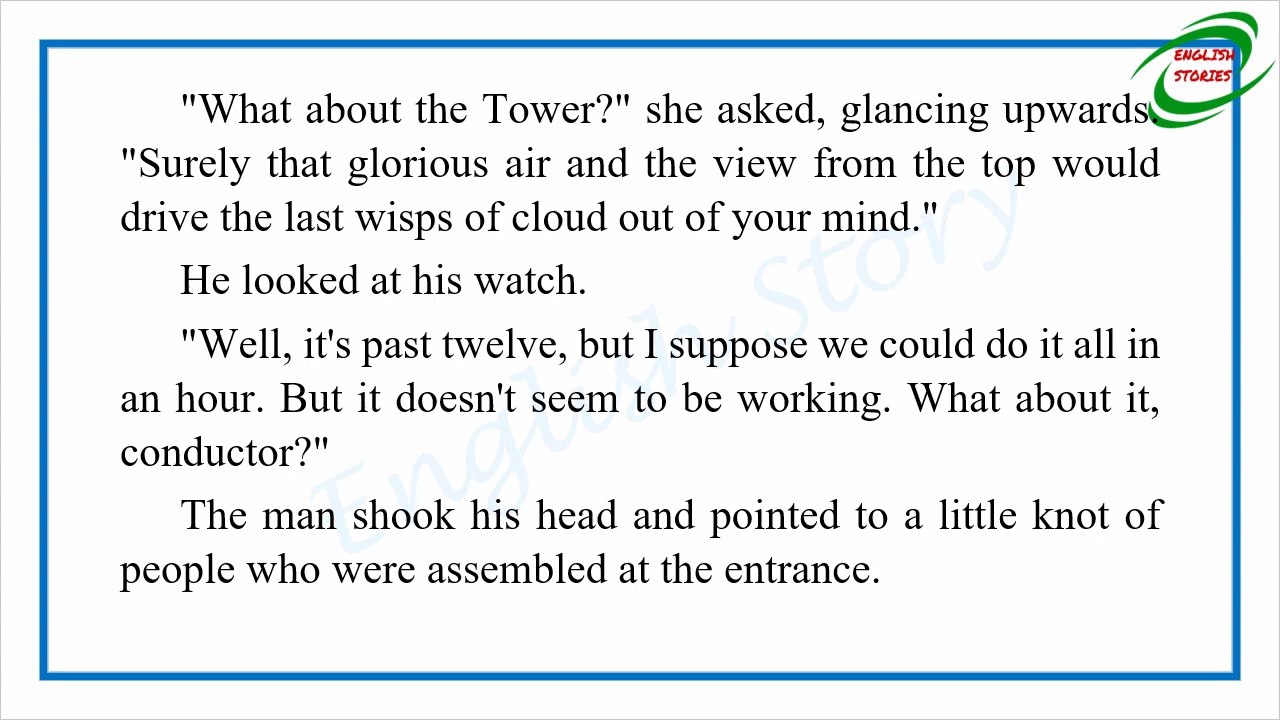 ENGLISH
STORIES
"What about the Tower?" she asked, glancing upwards.
"Surely that glorious air and the view from the top would
drive the last wisps of cloud out of your mind."
He looked at his watch.
"Well, it's past twelve, but I suppose we could do it all in
an hour. But it doesn't seem to be working. What about it,
conductor?"
The man shook his head and pointed to a little knot of
people who were assembled at the entrance.
English Story